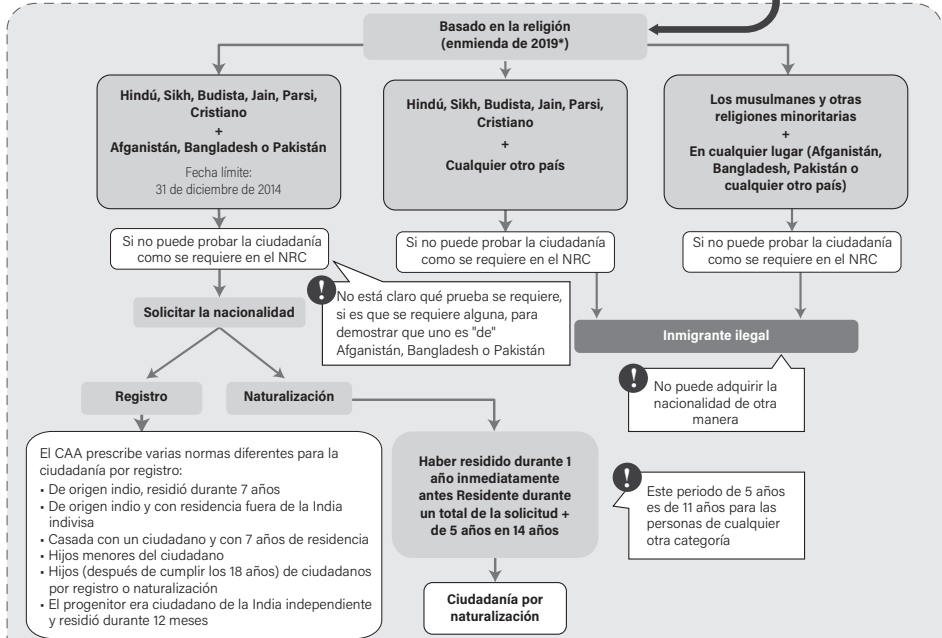 Basado en la religión
(enmienda de 2019*)
Hindú, Sikh, Budista, Jain, Parsi,
Cristiano
+
Afganistán, Bangladesh o Pakistán
Fecha límite:
31 de diciembre de 2014
Hindú, Sikh, Budista, Jain, Parsi,
Cristiano
+
Cualquier otro país
Los musulmanes y otras
religiones minoritarias
+
En cualquier lugar (Afganistán,
Bangladesh, Pakistán o
cualquier otro país)
Si no puede probar la ciudadanía
como se requiere en el NRC
Si no puede probar la ciudadanía
como se requiere en el NRC
Si no puede probar la ciudadanía
como se requiere en el NRC
!
No está claro qué prueba se requiere,
si es que se requiere alguna, para
demostrar que uno es "de"
Afganistán, Bangladesh o Pakistán
Solicitar la nacionalidad
Inmigrante ilegal
!
No puede adquirir la
nacionalidad de otra
manera
Registro
Naturalización
El CAA prescribe varias normas diferentes para la
ciudadanía por registro:
• De origen indio, residió durante 7 años
• De origen indio y con residencia fuera de la India
indivisa
• Casada con un ciudadano y con 7 años de residencia
• Hijos menores del ciudadano
• Hijos (después de cumplir los 18 años) de ciudadanos
por registro o naturalización
• El progenitor era ciudadano de la India independiente
y residió durante 12 meses
Haber residido durante 1
año inmediatamente
antes Residente durante
un total de la solicitud +
de 5 años en 14 años
!
Este periodo de 5 años
es de 11 años para las
personas de cualquier
otra categoría
Ciudadanía por
naturalización